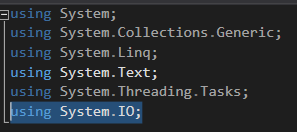 using System;
using System.Collections.Generic;
using System.Linq;
using System.Text;
using System.Threading.Tasks;
using System.IO;